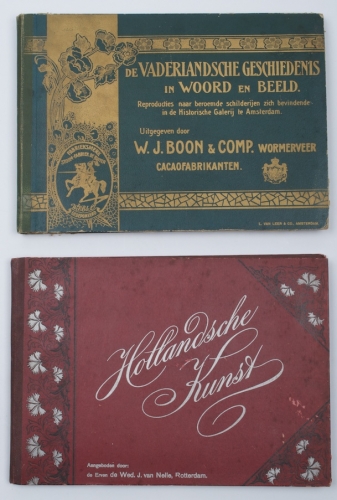 DE VADERLANDSCHE GESCHIEDENIS
IN WOORD EN BEELD.
Reproducties naar beroemde schilderijen zich bevindende
in de Historische Galerij te Amsterdam.
Uitgegeven door
W. J. BOON & COMP. WORMERVEER
CACAOFABRIKANTEN.
Hollandsche
Kunst
Aangeboden door:
de Erven de Wed. J. van Nelle, Rotterdam.